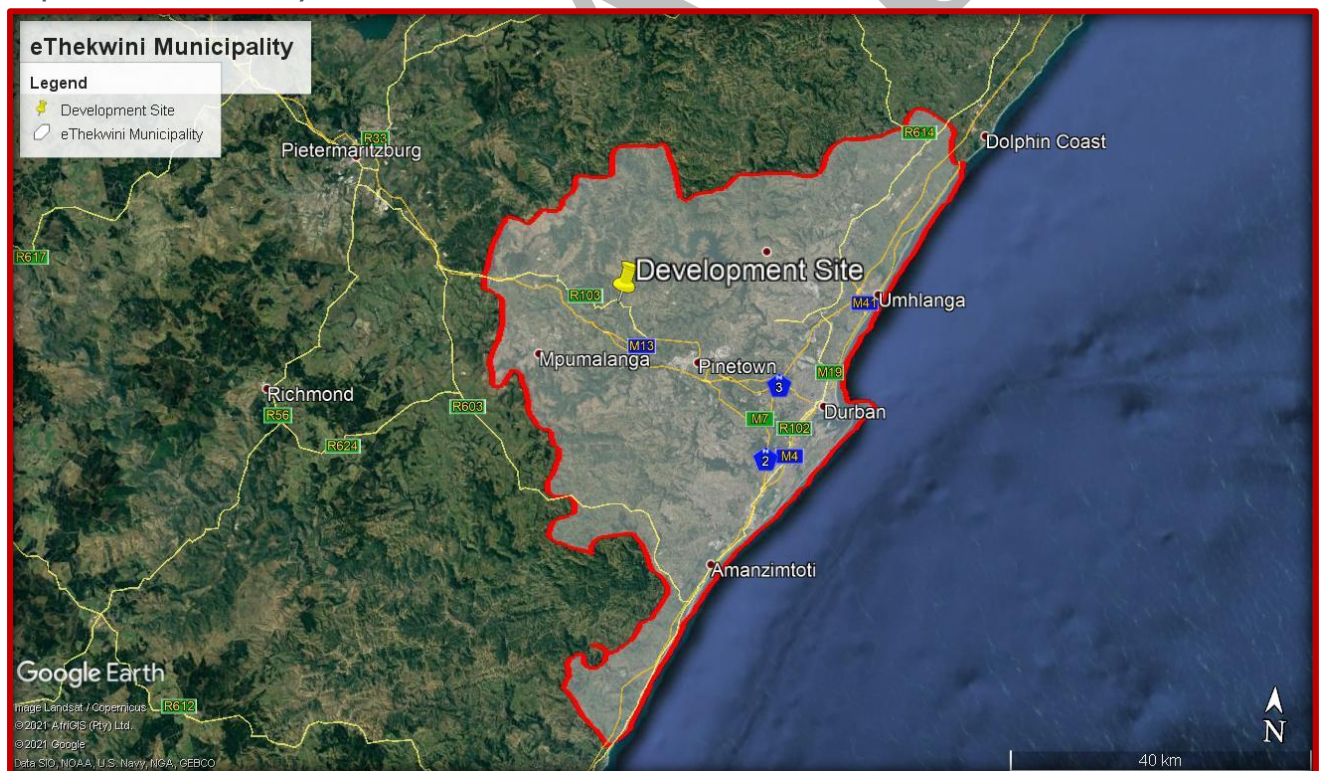 eThekwini Municipality
Legend
Development Site
eThekwini Municipality
R33
Pietermaritzburg
R614
Dolphin Coast
R617
Development Site
R103
M41
Umhlanga
M13
Mpumalanga
Pinetown
M19
N
3
Richmond
R56
R603
Durban
M7
R102
R624
N
2
M4
Amanzimtoti
Google Earth
R612
mage Landsat / Copernicus
©2021 AfriGIS (Pty) Ltd.
©2021 Google
Data SIO, NOAA, U.S. Navy, NGA, GEBCO
N
40 km